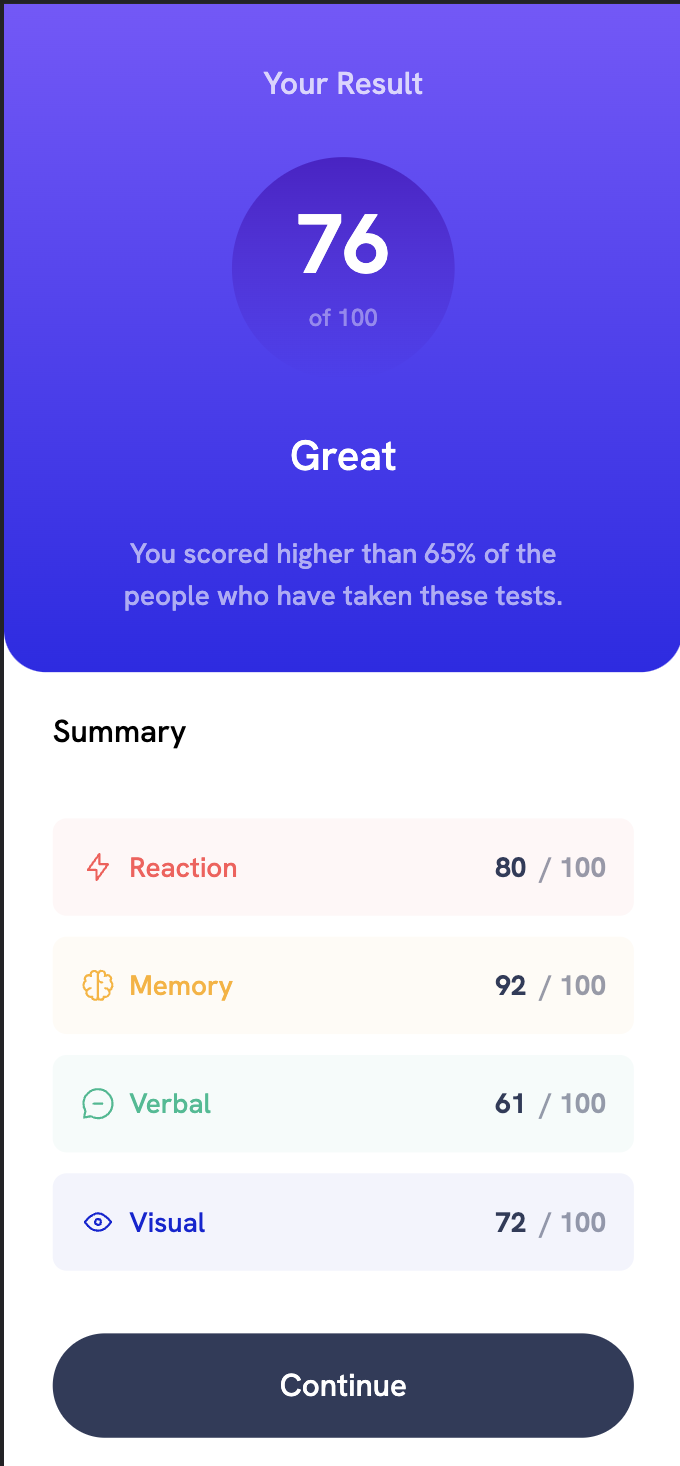 Your Result
76
of 100
Great
You scored higher than 65% of the
people who have taken these tests.
Summary
Reaction 80 / 100
Memory 92 / 100
Verbal 61 / 100
Visual 72 / 100
Continue